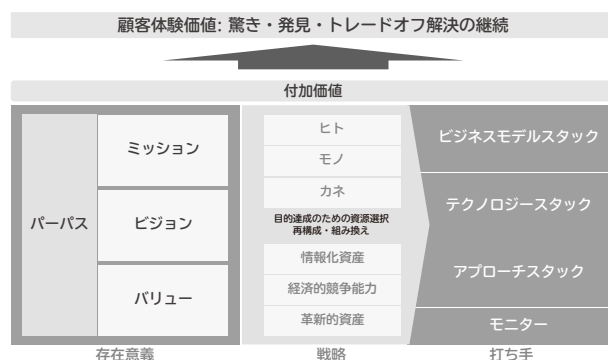 顧客体験価値: 驚き・発見・トレードオフ解決の継続
付加価値
パーパス
ミッション
ビジョン
バリュー
存在意義
ヒト
モノ
カネ
目的達成のための資源選択
再構成・組み換え
情報化資産
経済的競争能力
革新的資産
戦略
ビジネスモデルスタック
テクノロジースタック
アプローチスタック
モニター
打ち手